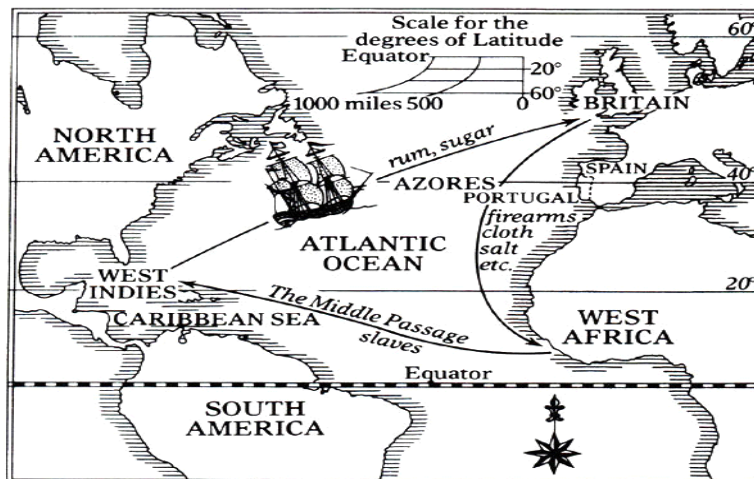 Scale for the
degrees of Latitude
Equator
20°
60°
1000 miles 500 0
60°
BRITAIN
NORTH
AMERICA
rum, sugar
SPAIN
40°
AZORES
PORTUGAL
firearms
cloth
salt
etc.
ATLANTIC
OCEAN
WEST
INDIES
20°
The Middle Passage
slaves
CARIBBEAN SEA
WEST
AFRICA
Equator
SOUTH
AMERICA